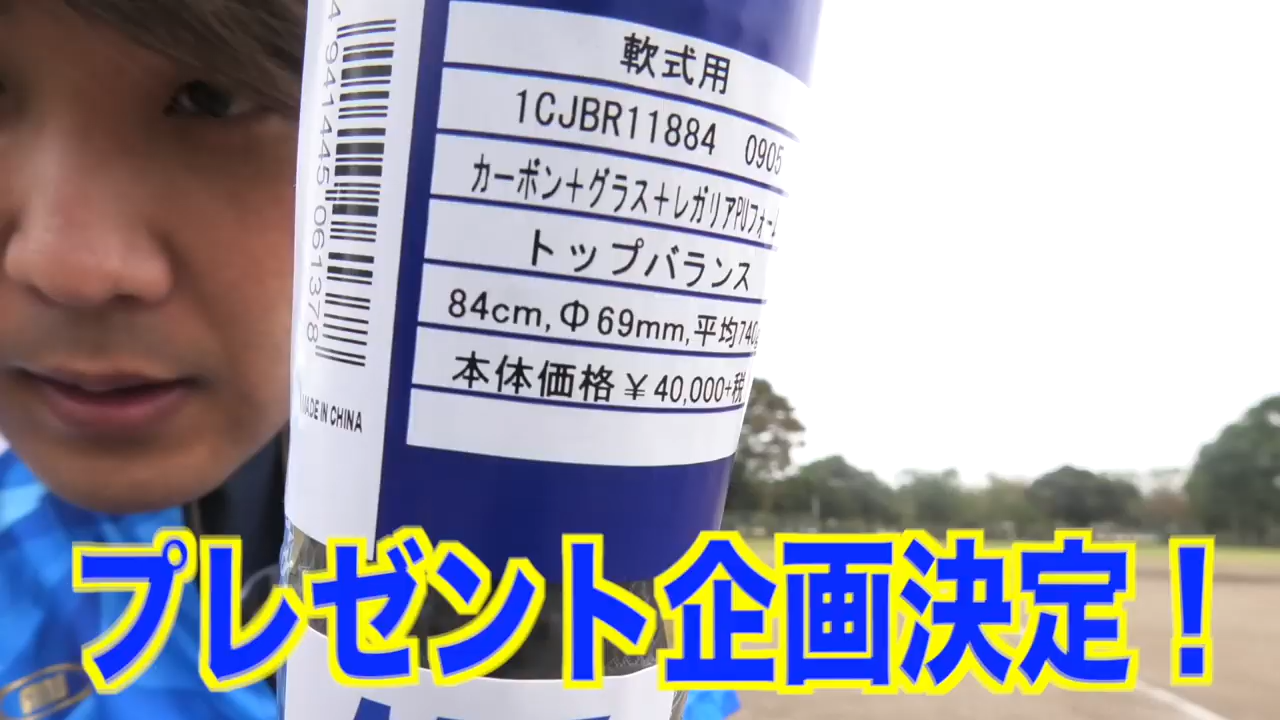 軟式用
1CJBR11884 0905
カーボン+グラス+レガリアPUフォー
トップバランス
84cm,Φ69mm,平均740g
本体価格￥40,000+税
4941445 061378
MADE IN CHINA
プレゼント企画決定！